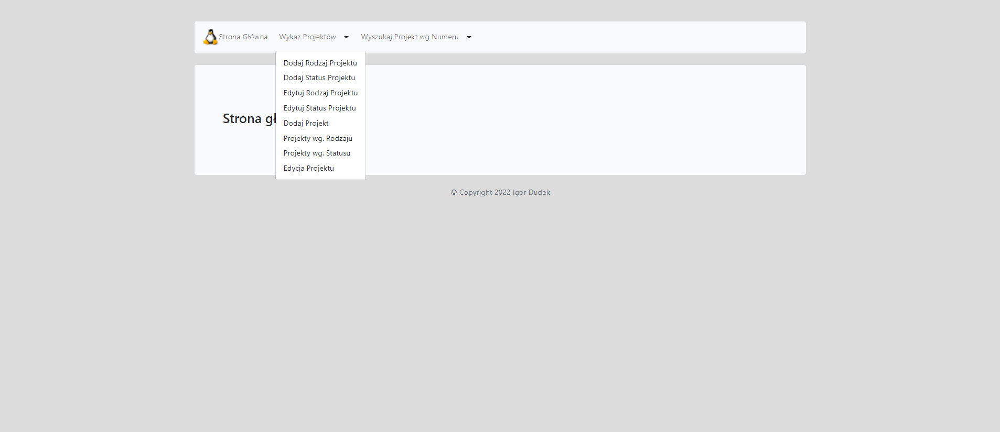 Strona Główna Wykaz Projektów Wyszukaj Projekt wg Numeru
Dodaj Rodzaj Projektu
Dodaj Status Projektu
Edytuj Rodzaj Projektu
Edytuj Status Projektu
Dodaj Projekt
Projekty wg. Rodzaju
Projekty wg. Statusu
Edycja Projektu
Strona
© Copyright 2022 Igor Dudek